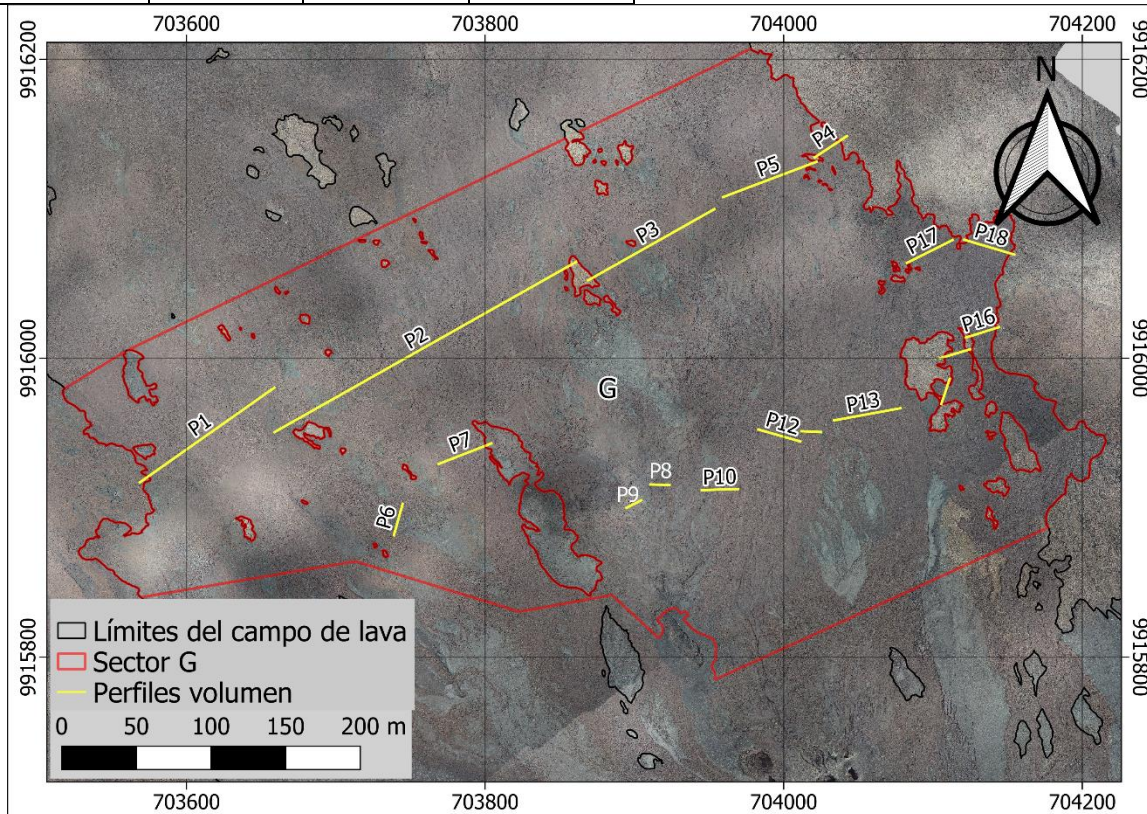 703600 703800 704000 704200
9916200 9916200
N
P4
P5
P3
P17 P18
P2
P16
9916000 9916000
G
P1
P13
P12
P7
P8
P10
P9
P6
Límites del campo de lava
Sector G
Perfiles volumen
9915800 9915800
0 50 100 150 200 m
703600 703800 704000 704200